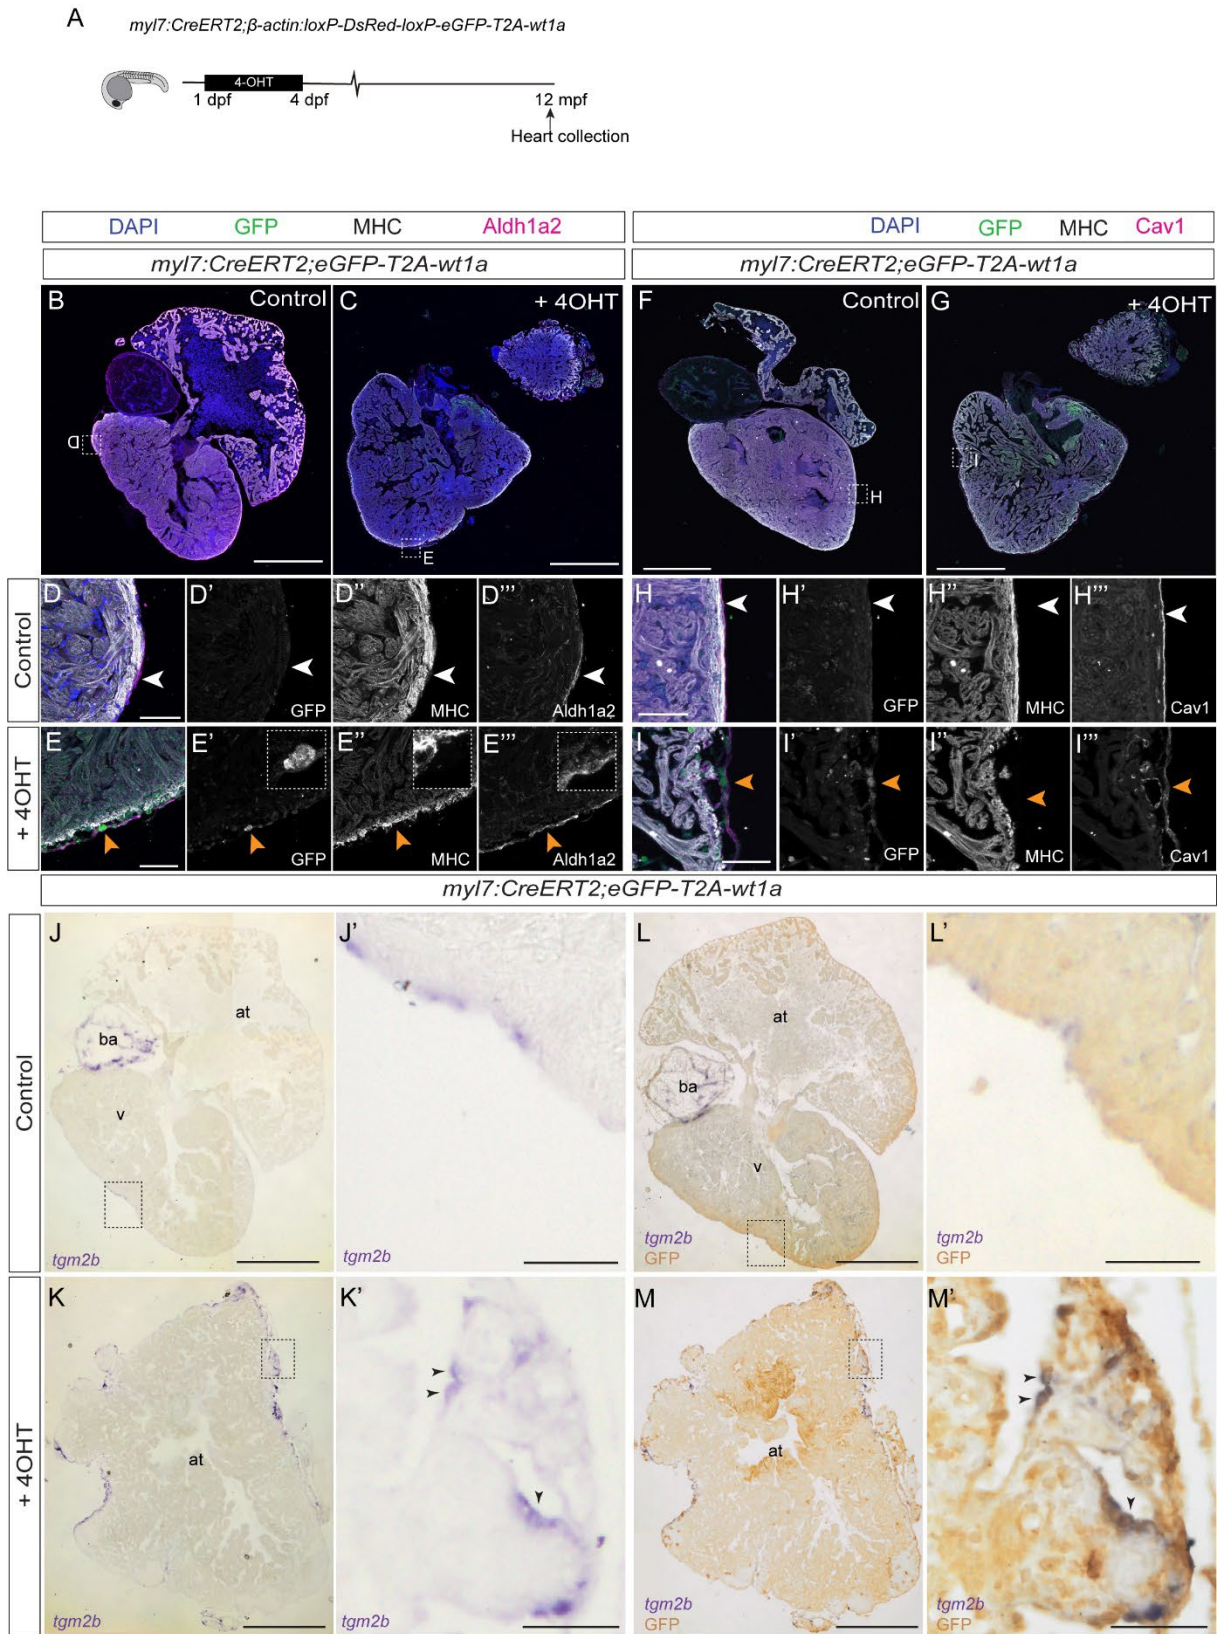 A
myl7:CreERT2;β-actin:loxP-DsRed-loxP-eGFP-T2A-wt1a
4-OHT
1 dpf 4 dpf 12 mpf
Heart collection
DAPI GFP MHC Aldh1a2 DAPI GFP MHC Cav1
myl7:CreERT2;eGFP-T2A-wt1a myl7:CreERT2;eGFP-T2A-wt1a
B Control C + 4OHT F Control G + 4OHT
D E H I
Control
D D' GFP D'' MHC D''' Aldh1a2 H H' GFP H'' MHC H''' Cav1
+ 4OHT
E E' GFP E'' MHC E''' Aldh1a2 I I' GFP I'' MHC I''' Cav1
myl7:CreERT2;eGFP-T2A-wt1a
Control
J at ba v tgm2b
J' tgm2b
L at ba v tgm2b GFP
L' tgm2b GFP
+ 4OHT
K at tgm2b
K' tgm2b
M at tgm2b GFP
M' tgm2b GFP